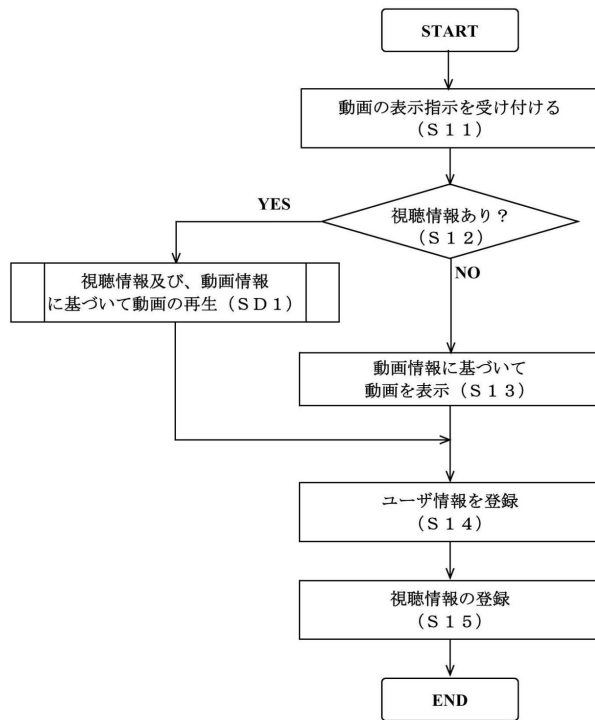 START
動画の表示指示を受け付ける
（Ｓ１１）
YES
視聴情報あり？
（Ｓ１２）
NO
視聴情報及び、動画情報
に基づいて動画の再生（ＳＤ１）
動画情報に基づいて
動画を表示（Ｓ１３）
ユーザ情報を登録
（Ｓ１４）
視聴情報の登録
（Ｓ１５）
END